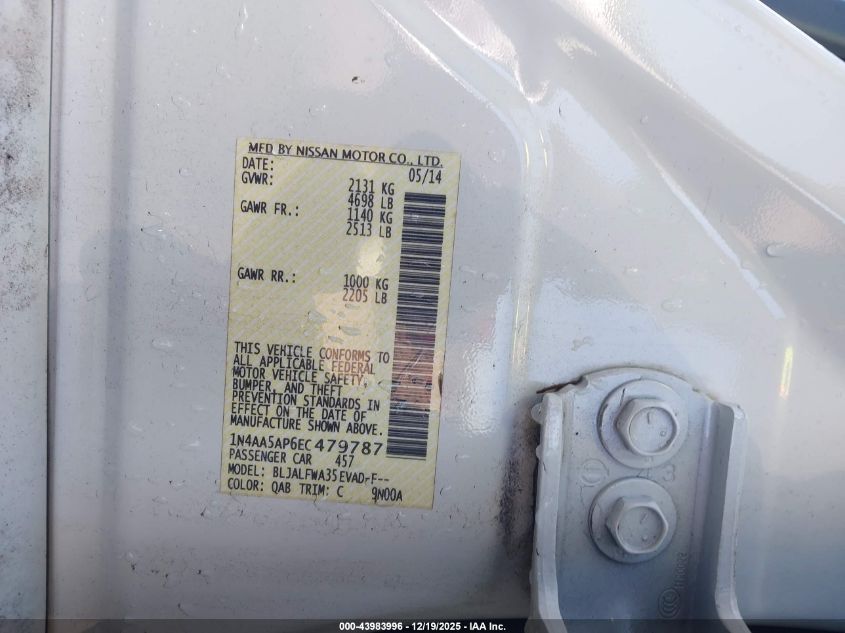 MFD BY NISSAN MOTOR CO., LTD.
DATE: 05/14
GVWR: 2131 KG
4698 LB
GAWR FR.: 1140 KG
2513 LB
GAWR RR.: 1000 KG
2205 LB
THIS VEHICLE CONFORMS TO
ALL APPLICABLE FEDERAL
MOTOR VEHICLE SAFETY,
BUMPER, AND THEFT
PREVENTION STANDARDS IN
EFFECT ON THE DATE OF
MANUFACTURE SHOWN ABOVE.
1N4AA5AP6EC479787
PASSENGER CAR 457
MODEL: BLJALFWA35EVAD-F--
COLOR: QAB TRIM: C 9N00A
3
000-43983996 - 12/19/2025 - IAA Inc.